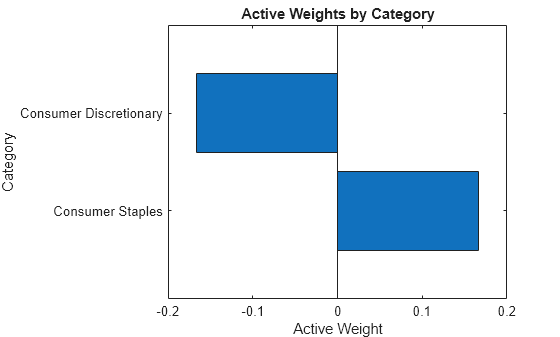 Active Weights by Category
Category
Consumer Discretionary
Consumer Staples
-0.2 -0.1 0 0.1 0.2
Active Weight